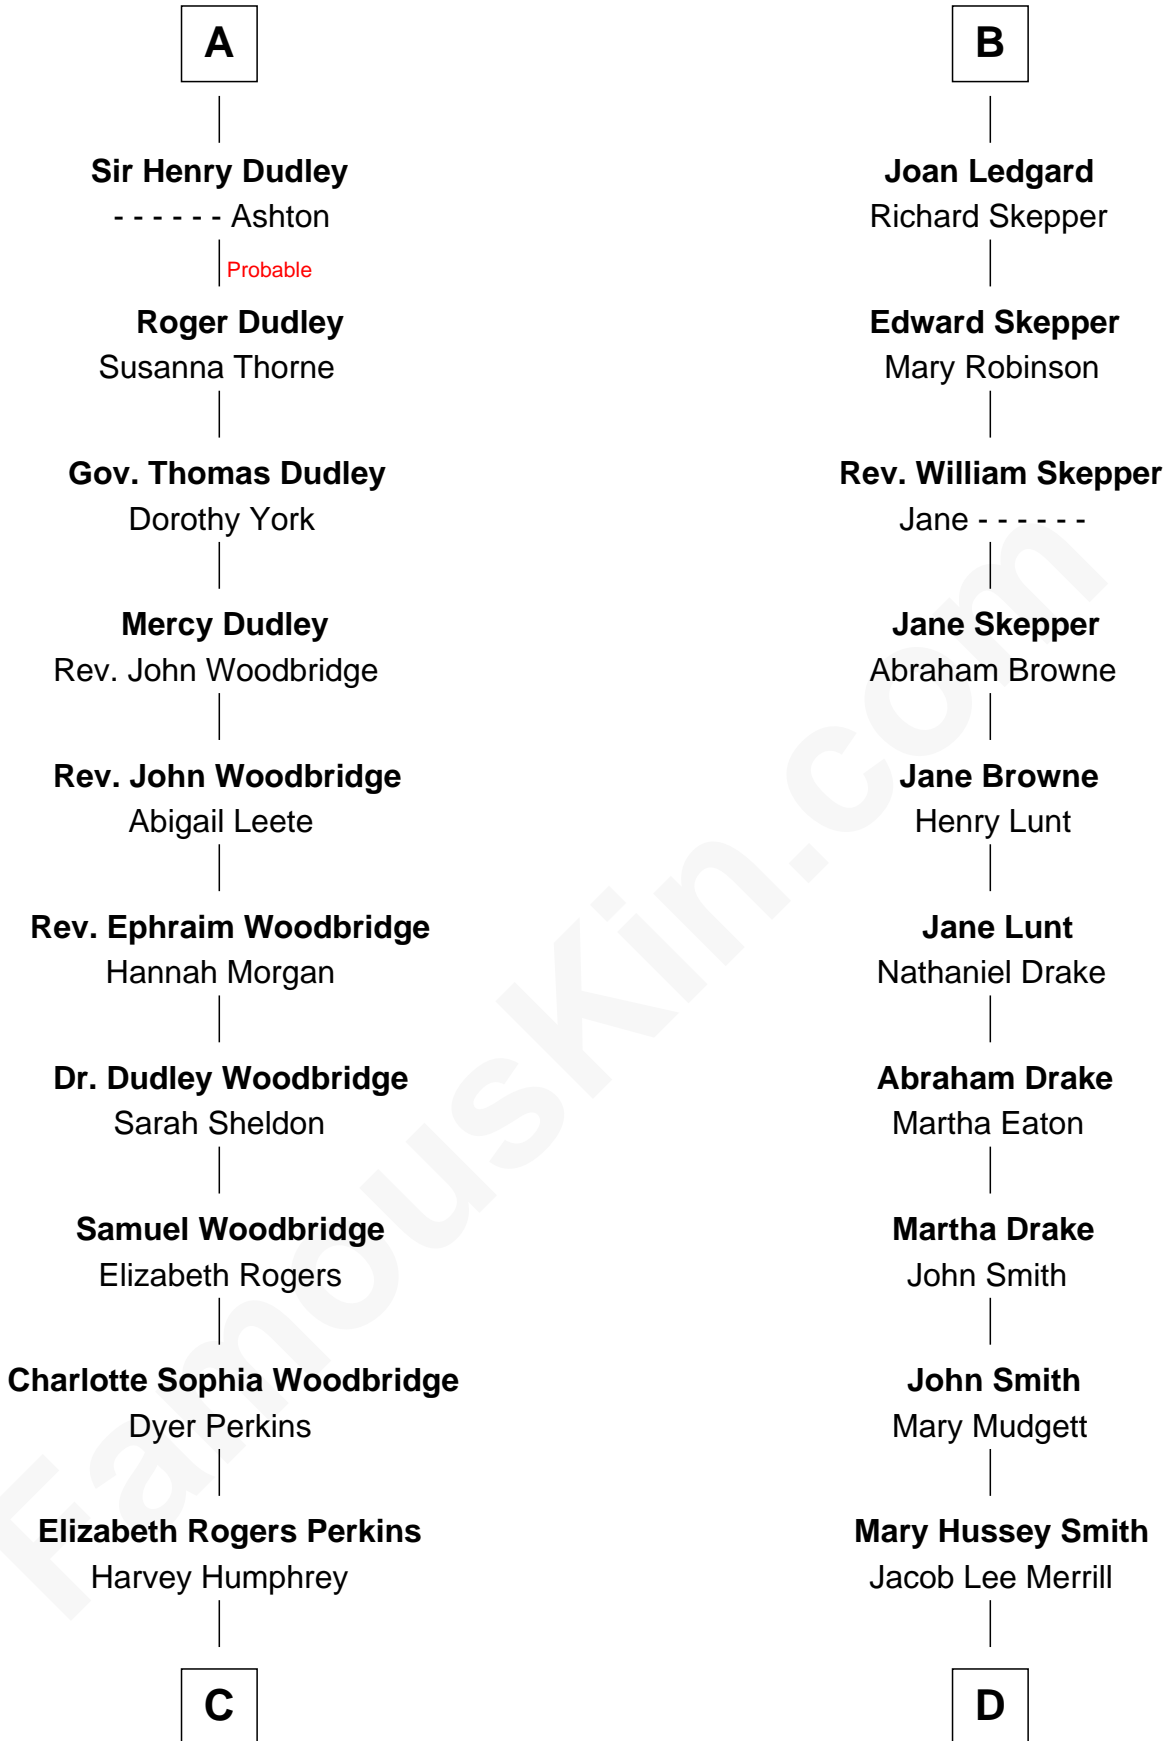 A
Sir Henry Dudley
- - - - - - Ashton
Probable
Roger Dudley
Susanna Thorne
Gov. Thomas Dudley
Dorothy York
Mercy Dudley
Rev. John Woodbridge
Rev. John Woodbridge
Abigail Leete
Rev. Ephraim Woodbridge
Hannah Morgan
Dr. Dudley Woodbridge
Sarah Sheldon
Samuel Woodbridge
Elizabeth Rogers
Charlotte Sophia Woodbridge
Dyer Perkins
Elizabeth Rogers Perkins
Harvey Humphrey
C
B
Joan Ledgard
Richard Skepper
Edward Skepper
Mary Robinson
Rev. William Skepper
Jane - - - - - -
Jane Skepper
Abraham Browne
Jane Browne
Henry Lunt
Jane Lunt
Nathaniel Drake
Abraham Drake
Martha Eaton
Martha Drake
John Smith
John Smith
Mary Mudgett
Mary Hussey Smith
Jacob Lee Merrill
D
FamousKin.com